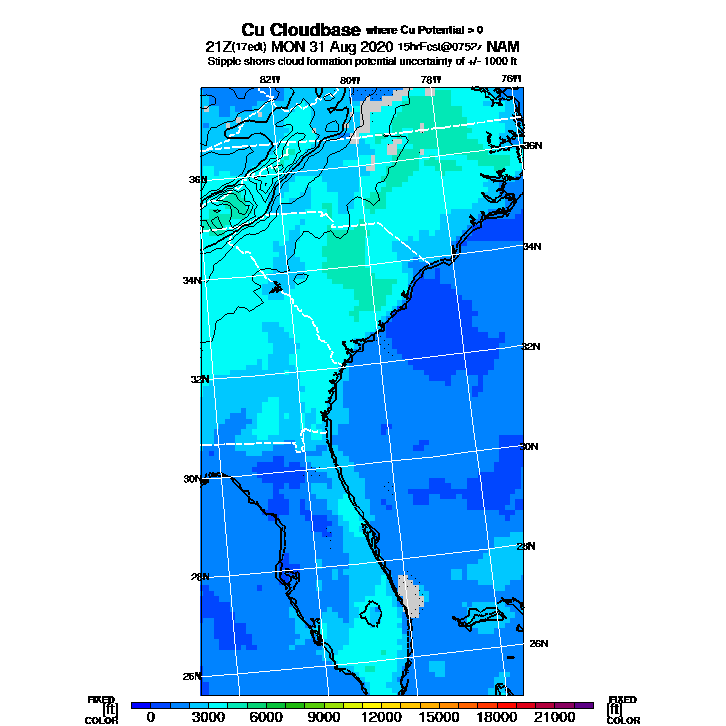 Cu Cloudbase where Cu Potential > 0
21Z(17edt) MON 31 Aug 2020 15hrFcst@0752z NAM
Stipple shows cloud formation potential uncertainty of +/- 1000 ft
82W 80W 78W 76W
36N
36N
34N
34N
32N
32N
30N
30N
28N
28N
26N
26N
FIXED FIXED
[ft] [ft]
COLOR 0 3000 6000 9000 12000 15000 18000 21000 COLOR